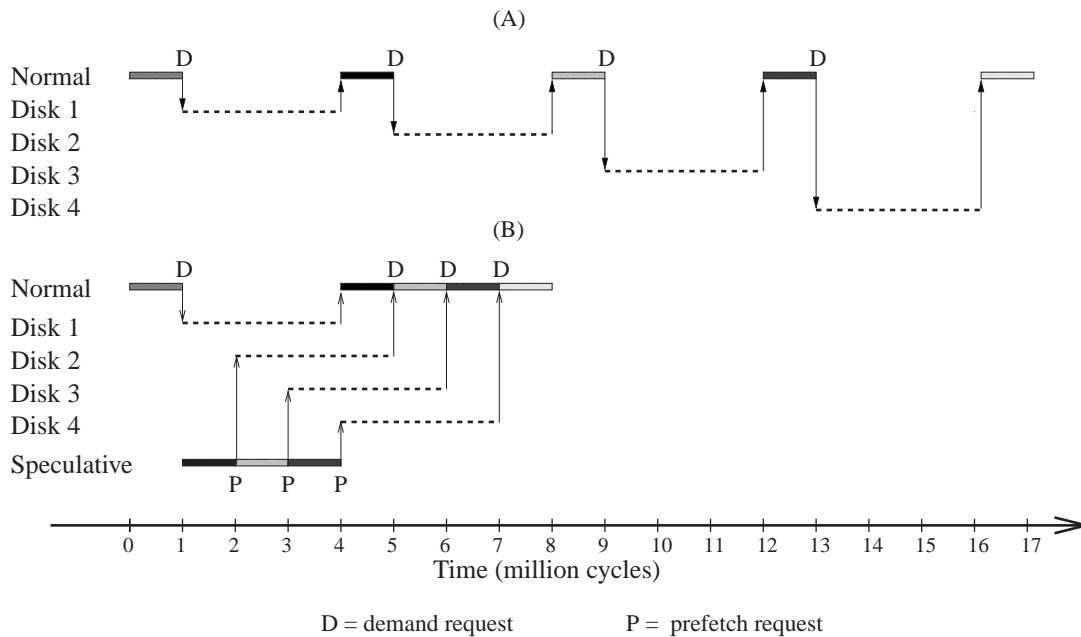 (A)
D D D D
Normal
Disk 1
Disk 2
Disk 3
Disk 4
(B)
D D D D
Normal
Disk 1
Disk 2
Disk 3
Disk 4
Speculative
P P P
0 1 2 3 4 5 6 7 8 9 10 11 12 13 14 15 16 17
Time (million cycles)
D = demand request P = prefetch request